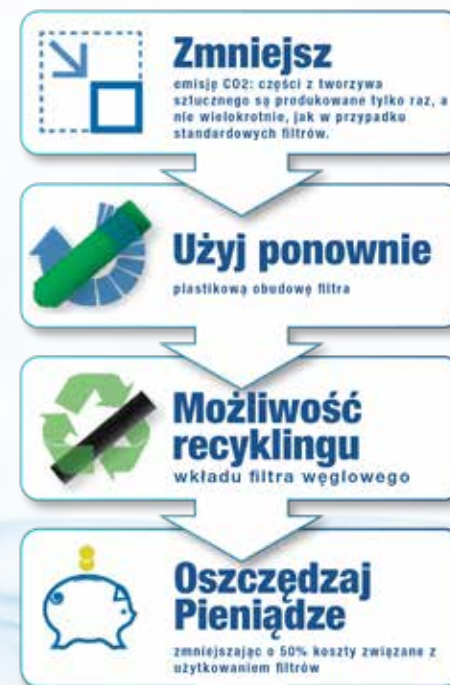 Zmniejsz
emisję CO2: części z tworzywa
sztucznego są produkowane tylko raz, a
nie wielokrotnie, jak w przypadku
standardowych filtrów.
Użyj ponownie
plastikową obudowę filtra
Możliwość
recyklingu
wkładu filtra węglowego
Oszczędzaj
Pieniądze
zmniejszając o 50% koszty związane z
użytkowaniem filtrów